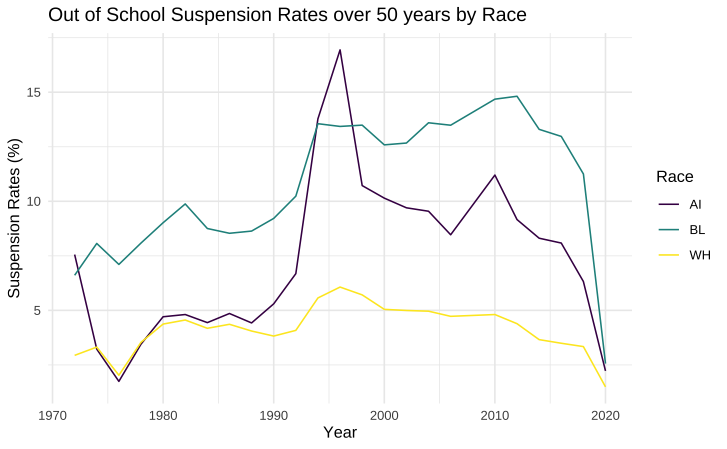 Out of School Suspension Rates over 50 years by Race
Suspension Rates (%)
15
10
5
1970 1980 1990 2000 2010 2020
Year
Race
AI
BL
WH